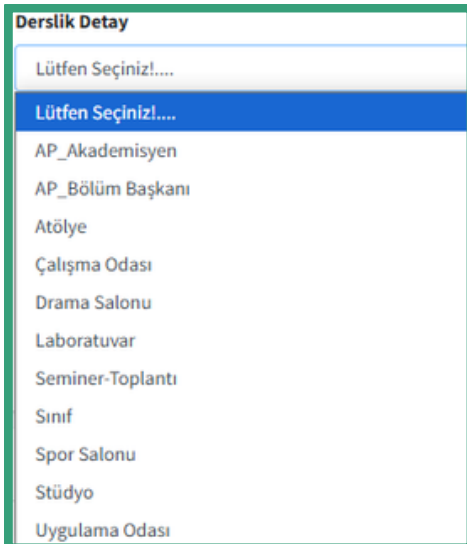 Derslik Detay
Lütfen Seçiniz!....
Lütfen Seçiniz!....
AP_Akademisyen
AP_Bölüm Başkanı
Atölye
Çalışma Odası
Drama Salonu
Laboratuvar
Seminer-Toplantı
Sınıf
Spor Salonu
Stüdyo
Uygulama Odası